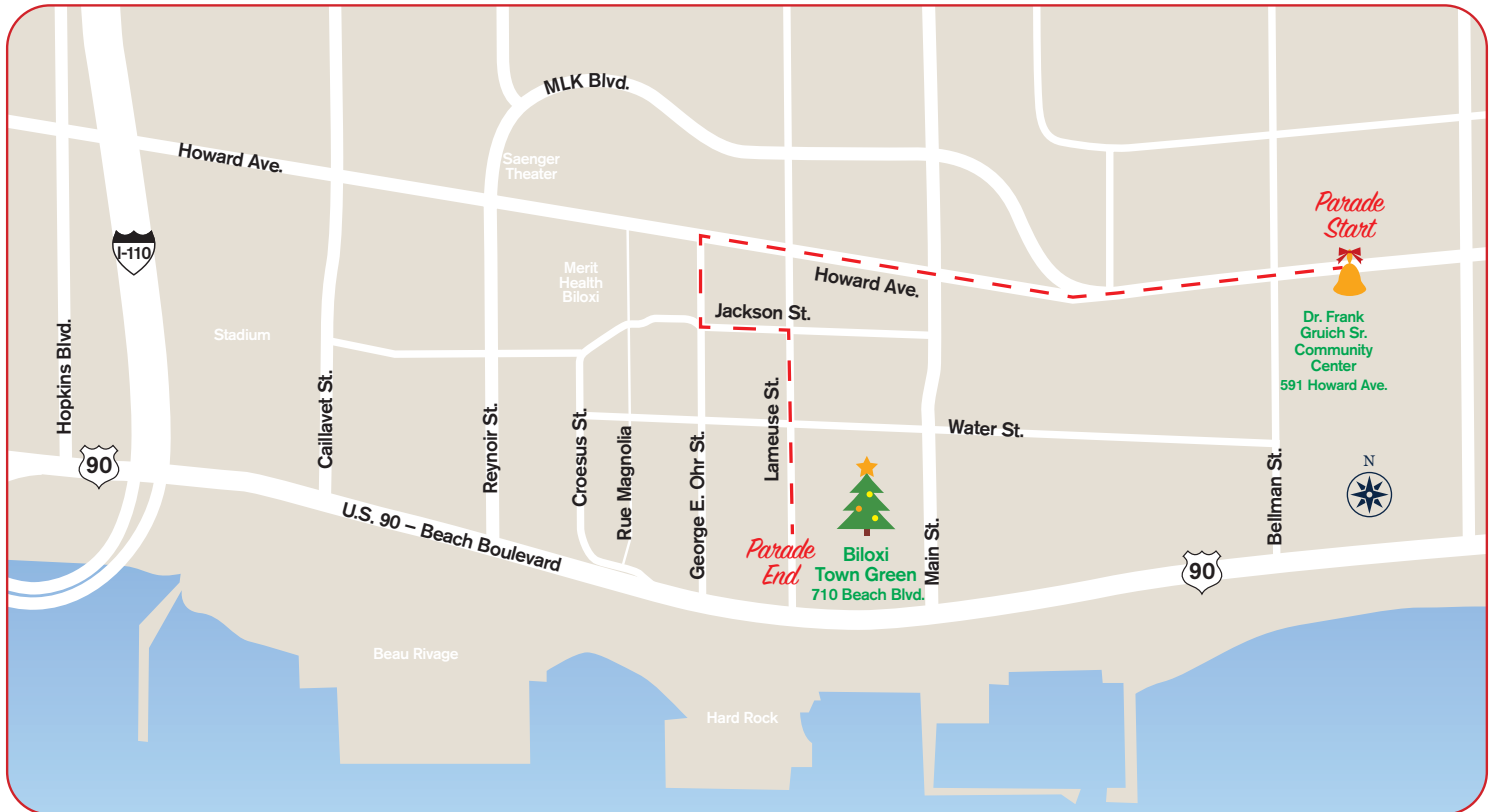 MLK Blvd.
Howard Ave.
Saenger
Theater
Parade
Start
I-110
Merit
Health
Biloxi
Howard Ave.
Jackson St.
Stadium
Dr. Frank
Gruich Sr.
Community
Center
591 Howard Ave.
Hopkins Blvd.
Caillavet St.
Reynoir St.
Croesus St.
Rue Magnolia
George E. Ohr St.
Lameuse St.
Water St.
Main St.
Bellman St.
N
90
U.S. 90 – Beach Boulevard
Parade
End
Biloxi
Town Green
710 Beach Blvd.
90
Beau Rivage
Hard Rock